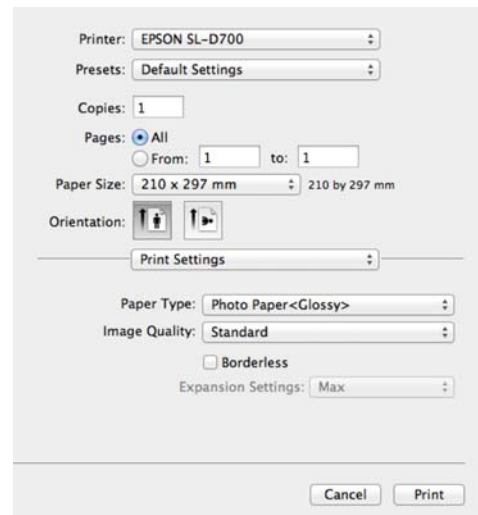 Printer: EPSON SL-D700
Presets: Default Settings
Copies: 1
Pages: All
From: 1 to: 1
Paper Size: 210 x 297 mm 210 by 297 mm
Orientation:
Print Settings
Paper Type: Photo Paper<Glossy>
Image Quality: Standard
Borderless
Expansion Settings: Max
Cancel Print